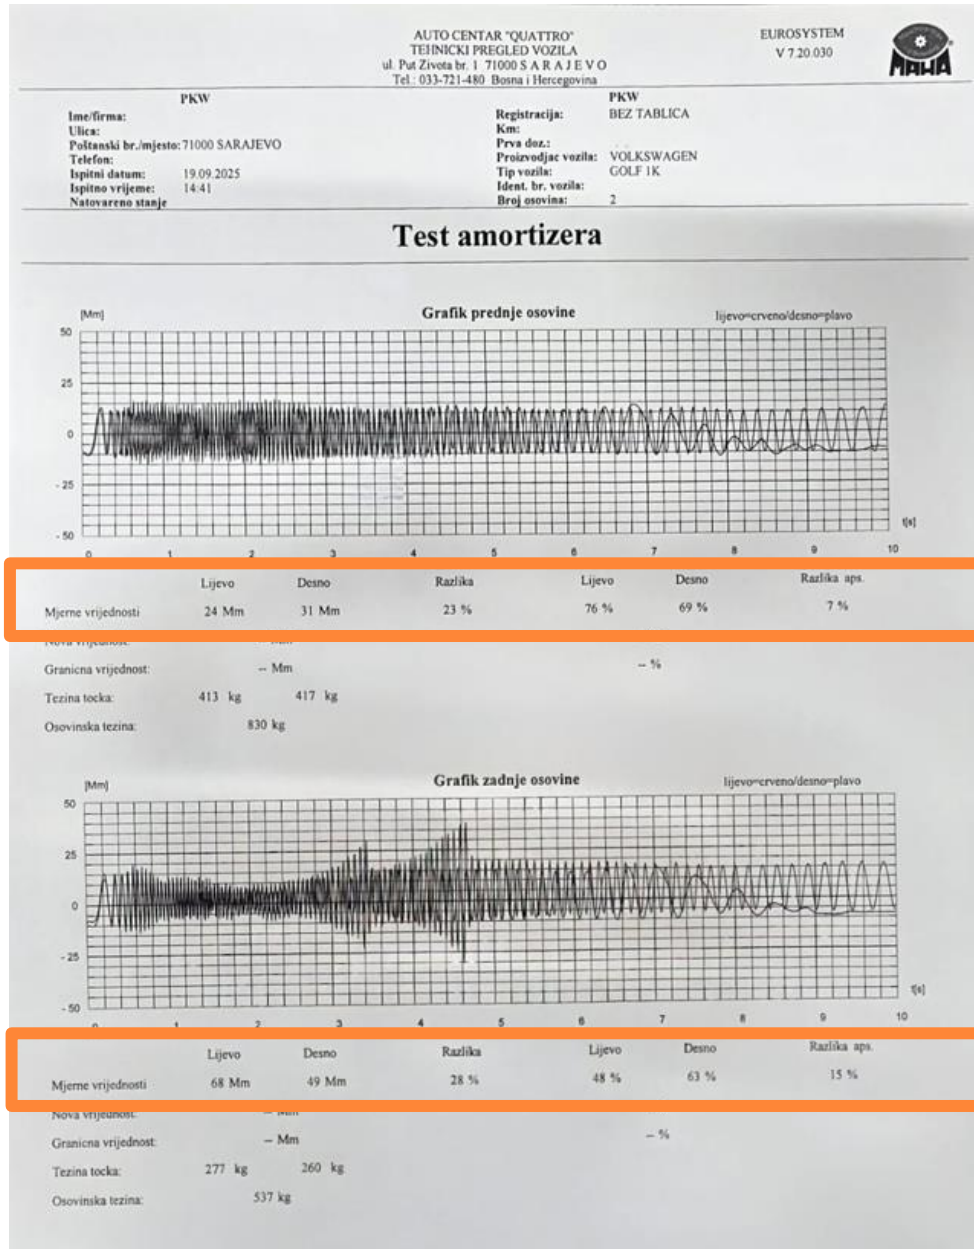 AUTO CENTAR "QUATTRO"
TEHNICKI PREGLED VOZILA
ul. Put Zivota br. 1 71000 S A R A J E V O
Tel.: 033-721-480 Bosna i Hercegovina
EUROSYSTEM
V 7.20.030
MAHA
PKW PKW
Ime/firma: Registracija: BEZ TABLICA
Ulica: Km:
Poštanski br./mjesto: 71000 SARAJEVO Prva doz.:
Telefon: Proizvodjac vozila: VOLKSWAGEN
Ispitni datum: 19.09.2025 Tip vozila: GOLF 1K
Ispitno vrijeme: 14:41 Ident. br. vozila:
Natovareno stanje Broj osovina: 2
Test amortizera
[Mm] Grafik prednje osovine lijevo=crveno/desno=plavo
50
25
0
- 25
- 50
t[s]
0 1 2 3 4 5 6 7 8 9 10
Lijevo Desno Razlika Lijevo Desno Razlika aps.
Mjerne vrijednosti 24 Mm 31 Mm 23 % 76 % 69 % 7 %
Nova vrijednost: -- Mm
Granicna vrijednost: -- Mm -- %
Tezina tocka: 413 kg 417 kg
Osovinska tezina: 830 kg
[Mm] Grafik zadnje osovine lijevo=crveno/desno=plavo
50
25
0
- 25
- 50
t[s]
0 1 2 3 4 5 6 7 8 9 10
Lijevo Desno Razlika Lijevo Desno Razlika aps.
Mjerne vrijednosti 68 Mm 49 Mm 28 % 48 % 63 % 15 %
Nova vrijednost: -- Mm
Granicna vrijednost: -- Mm -- %
Tezina tocka: 277 kg 260 kg
Osovinska tezina: 537 kg